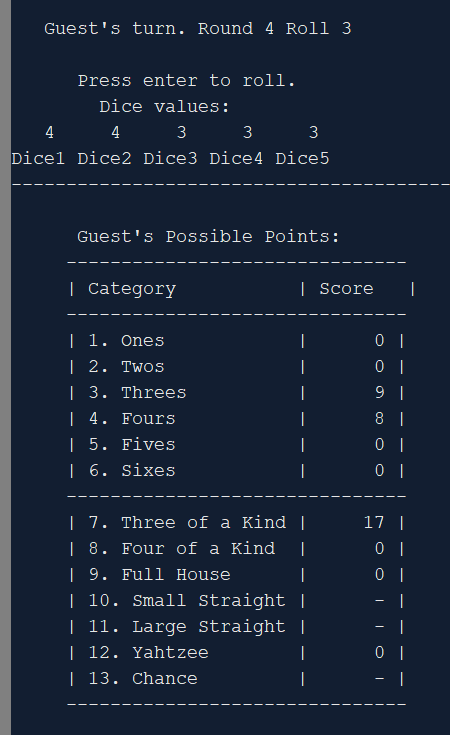 Guest's turn. Round 4 Roll 3
Press enter to roll.
Dice values:
4 4 3 3 3
Dice1 Dice2 Dice3 Dice4 Dice5
----------------------------------------
Guest's Possible Points:
-------------------------------
| Category | Score |
-------------------------------
| 1. Ones | 0 |
| 2. Twos | 0 |
| 3. Threes | 9 |
| 4. Fours | 8 |
| 5. Fives | 0 |
| 6. Sixes | 0 |
-------------------------------
| 7. Three of a Kind | 17 |
| 8. Four of a Kind | 0 |
| 9. Full House | 0 |
| 10. Small Straight | - |
| 11. Large Straight | - |
| 12. Yahtzee | 0 |
| 13. Chance | - |
-------------------------------